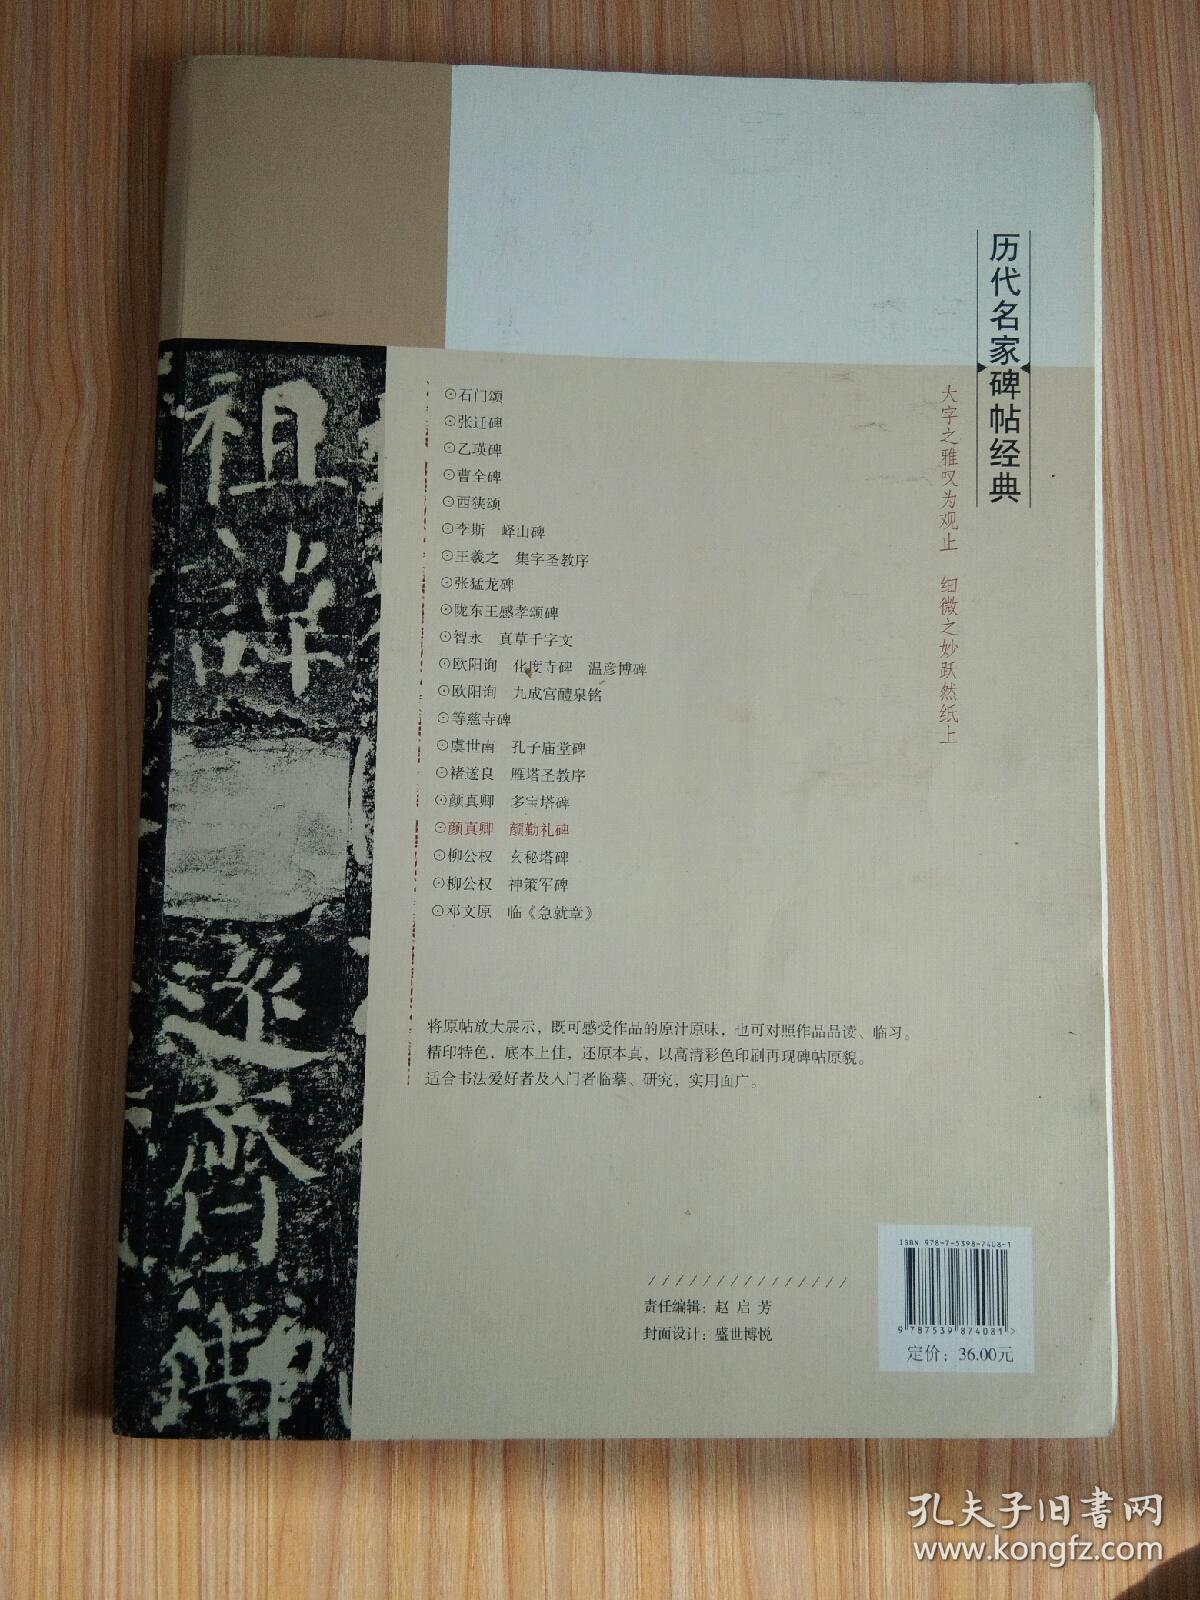 历代名家碑帖经典
大字之雅叹为观止 细微之妙跃然纸上
⊙石门颂
⊙张迁碑
⊙乙瑛碑
⊙曹全碑
⊙西狭颂
⊙李斯 峄山碑
⊙王羲之 集字圣教序
⊙张猛龙碑
⊙陇东王感孝颂碑
⊙智永 真草千字文
⊙欧阳询 化度寺碑 温彦博碑
⊙欧阳询 九成宫醴泉铭
⊙等慈寺碑
⊙虞世南 孔子庙堂碑
⊙褚遂良 雁塔圣教序
⊙颜真卿 多宝塔碑
⊙颜真卿 颜勤礼碑
⊙柳公权 玄秘塔碑
⊙柳公权 神策军碑
⊙邓文原 临《急就章》
将原帖放大展示，既可感受作品的原汁原味，也可对照作品品读、临习。
精印特色，底本上佳，还原本真，以高清彩色印刷再现碑帖原貌。
适合书法爱好者及入门者临摹、研究，实用面广。
责任编辑：赵启芳
封面设计：盛世博悦
ISBN 978-7-5398-7408-1
9 787539 874081 >
定价：36.00元
孔夫子旧书网
www.kongfz.com